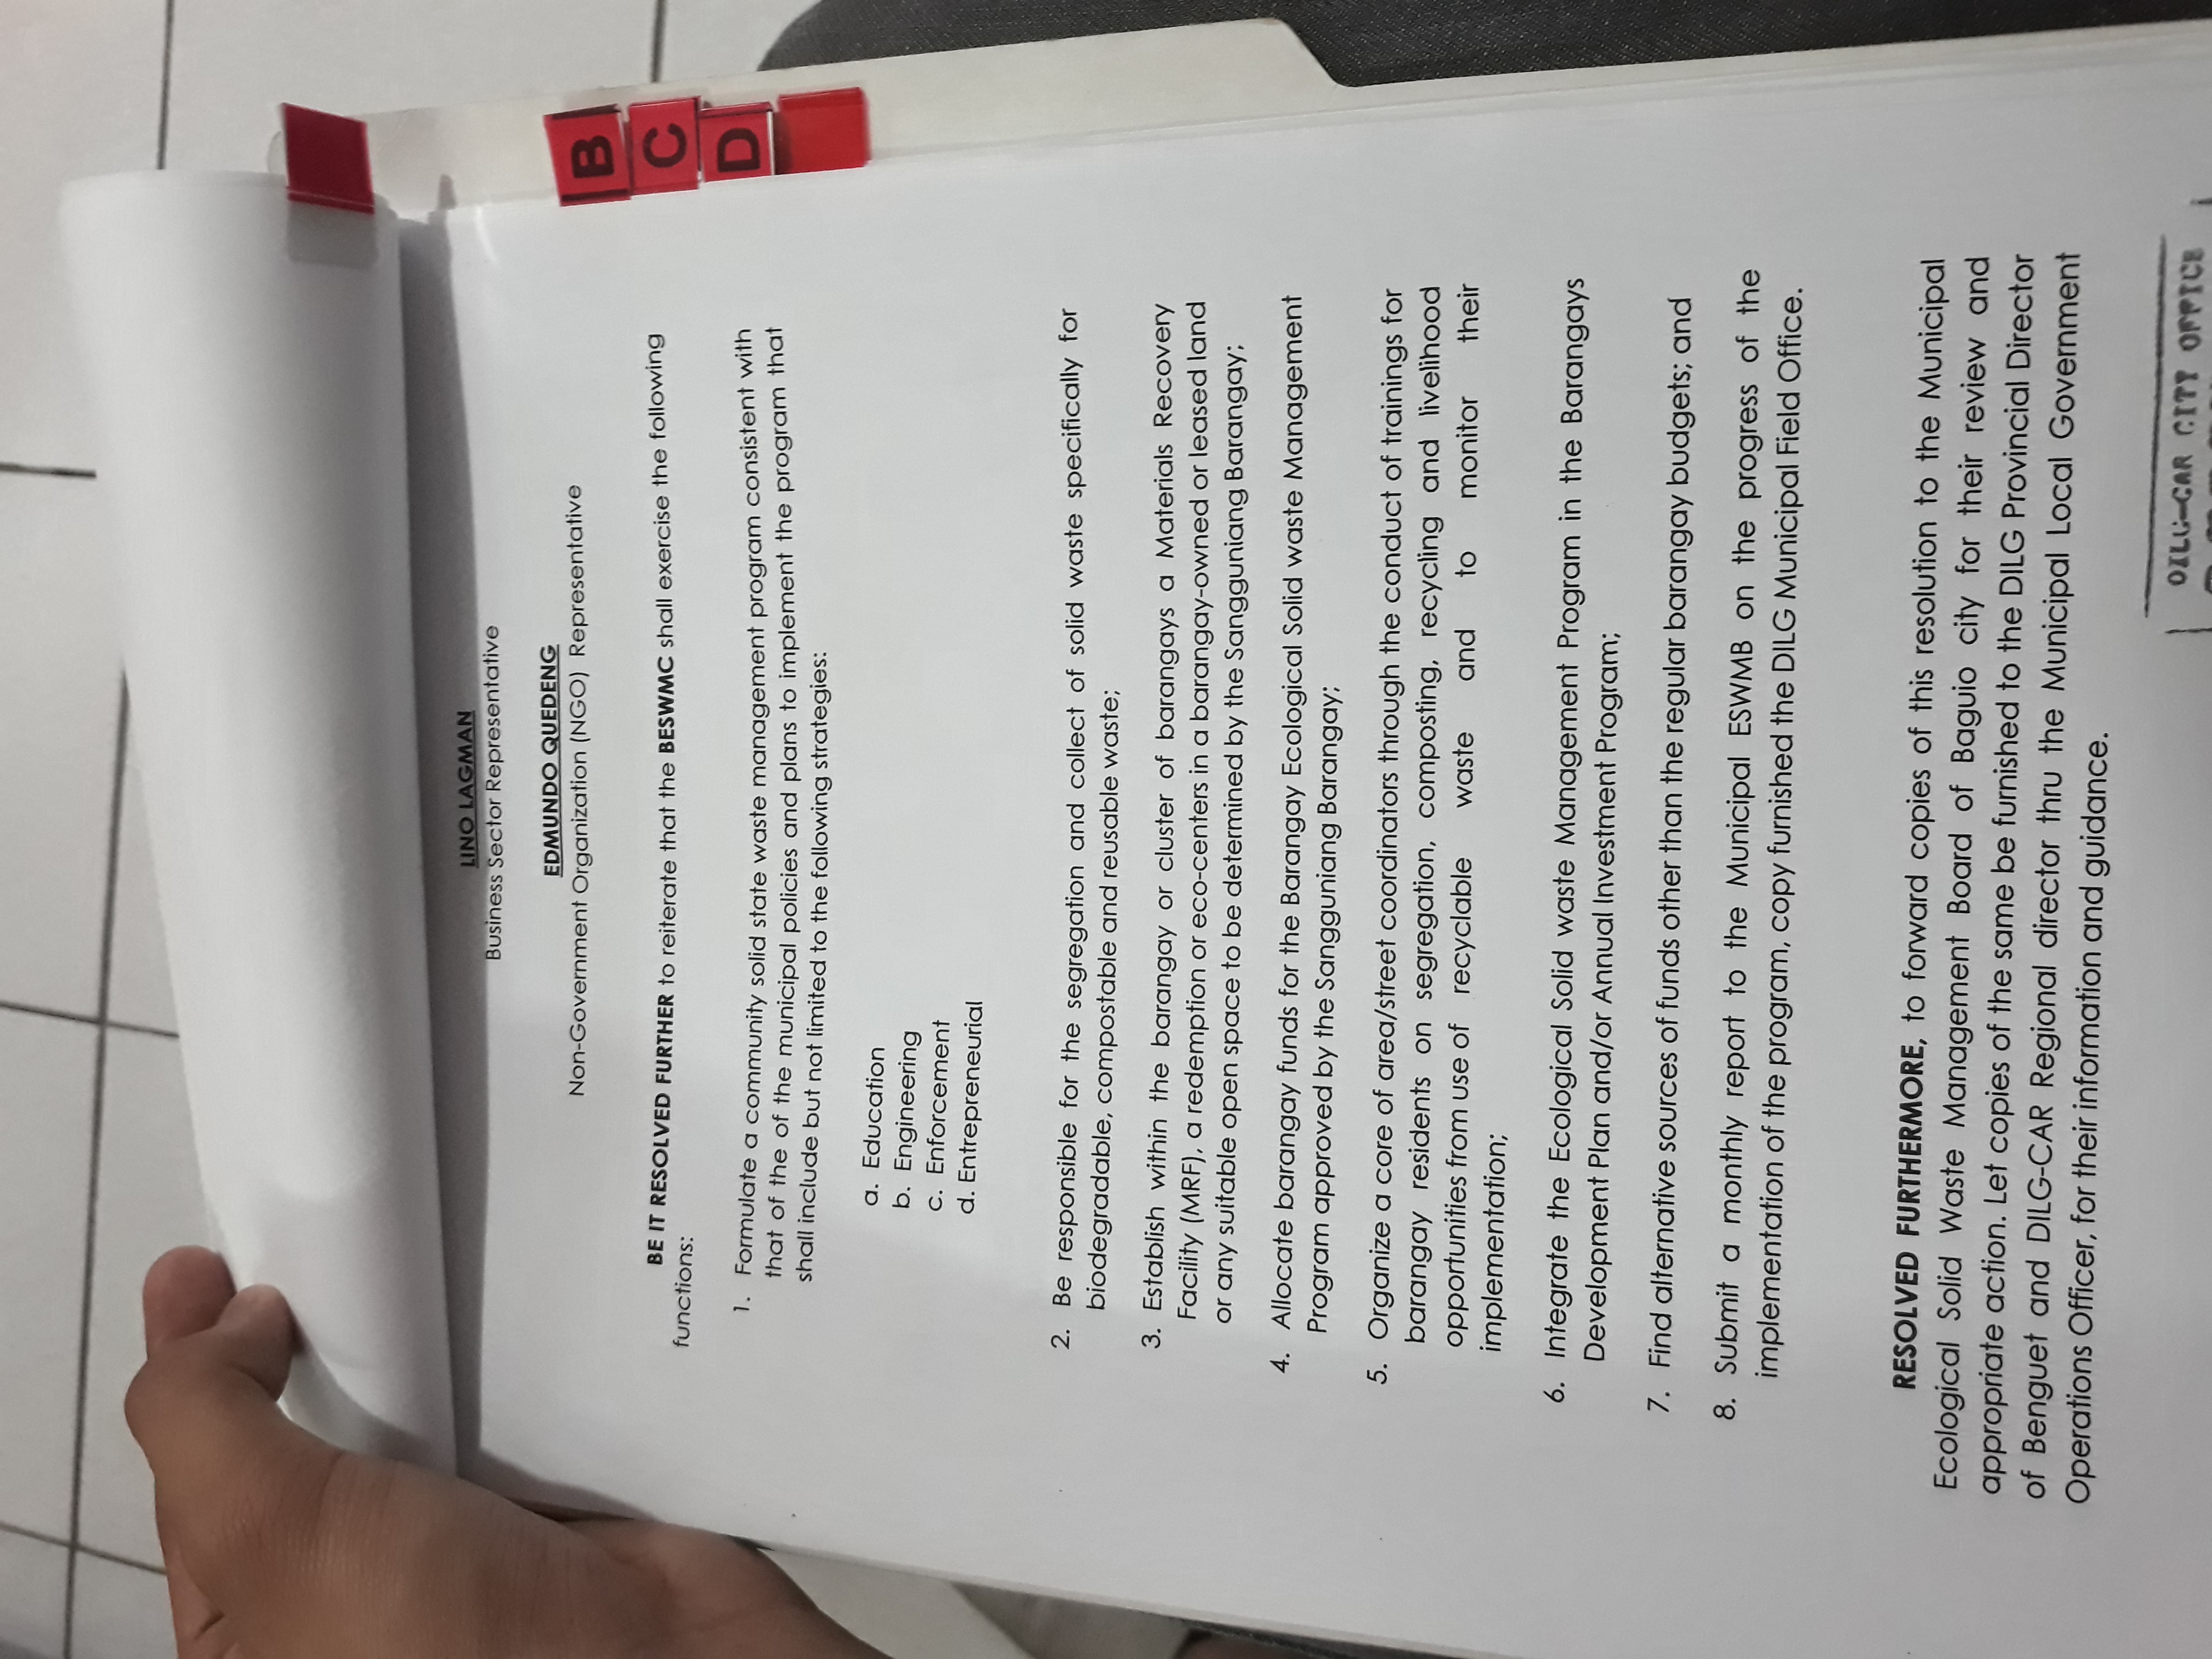 LINO LAGMAN
Business Sector Representative
EDMUNDO QUEDENG
Non-Government Organization (NGO) Representative
BE IT RESOLVED FURTHER to reiterate that the BESWMC shall exercise the following
functions:
1. Formulate a community solid state waste management program consistent with
that of the of the municipal policies and plans to implement the program that
shall include but not limited to the following strategies:
a. Education
b. Engineering
c. Enforcement
d. Entrepreneurial
2. Be responsible for the segregation and collect of solid waste specifically for
biodegradable, compostable and reusable waste;
3. Establish within the barangay or cluster of barangays a Materials Recovery
Facility (MRF), a redemption or eco-centers in a barangay-owned or leased land
or any suitable open space to be determined by the Sangguniang Barangay;
4. Allocate barangay funds for the Barangay Ecological Solid waste Management
Program approved by the Sangguniang Barangay;
5. Organize a core of area/street coordinators through the conduct of trainings for
barangay residents on segregation, composting, recycling and livelihood
opportunities from use of recyclable waste and to monitor their
implementation;
6. Integrate the Ecological Solid waste Management Program in the Barangays
Development Plan and/or Annual Investment Program;
7. Find alternative sources of funds other than the regular barangay budgets; and
8. Submit a monthly report to the Municipal ESWMB on the progress of the
implementation of the program, copy furnished the DILG Municipal Field Office.
RESOLVED FURTHERMORE, to forward copies of this resolution to the Municipal
Ecological Solid Waste Management Board of Baguio city for their review and
appropriate action. Let copies of the same be furnished to the DILG Provincial Director
of Benguet and DILG-CAR Regional director thru the Municipal Local Government
Operations Officer, for their information and guidance.
DILG-CAR CITY OFFICE
B
C
D